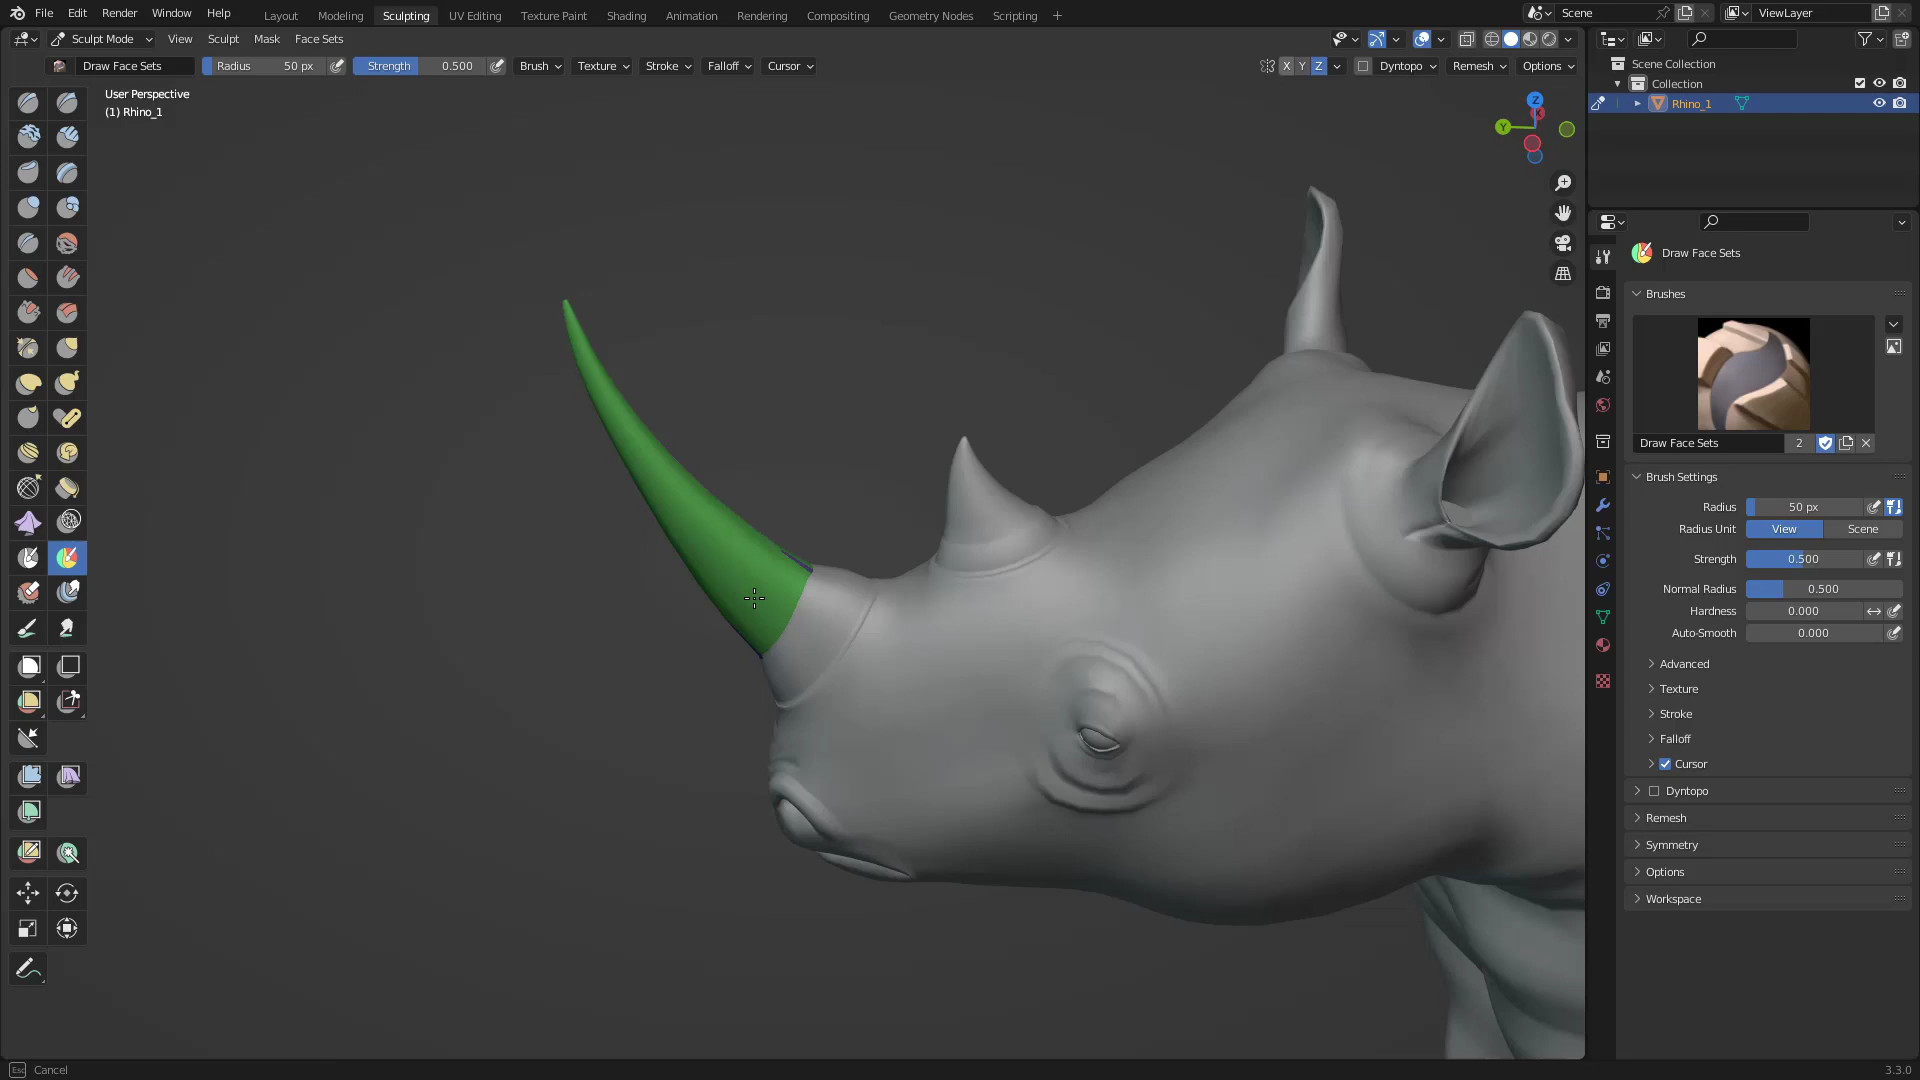 File Edit Render Window Help Layout Modeling Sculpting UV Editing Texture Paint Shading Animation Rendering Compositing Geometry Nodes Scripting + Scene ViewLayer
Sculpt Mode View Sculpt Mask Face Sets
Draw Face Sets Radius 50 px Strength 0.500 Brush Texture Stroke Falloff Cursor X Y Z Dyntopo Remesh Options
User Perspective
(1) Rhino_1
Z
X
Y
Scene Collection
Collection
Rhino_1
Draw Face Sets
Brushes
Draw Face Sets 2
Brush Settings
Radius 50 px
Radius Unit View Scene
Strength 0.500
Normal Radius 0.500
Hardness 0.000
Auto-Smooth 0.000
Advanced
Texture
Stroke
Falloff
Cursor
Dyntopo
Remesh
Symmetry
Options
Workspace
Esc Cancel 3.3.0